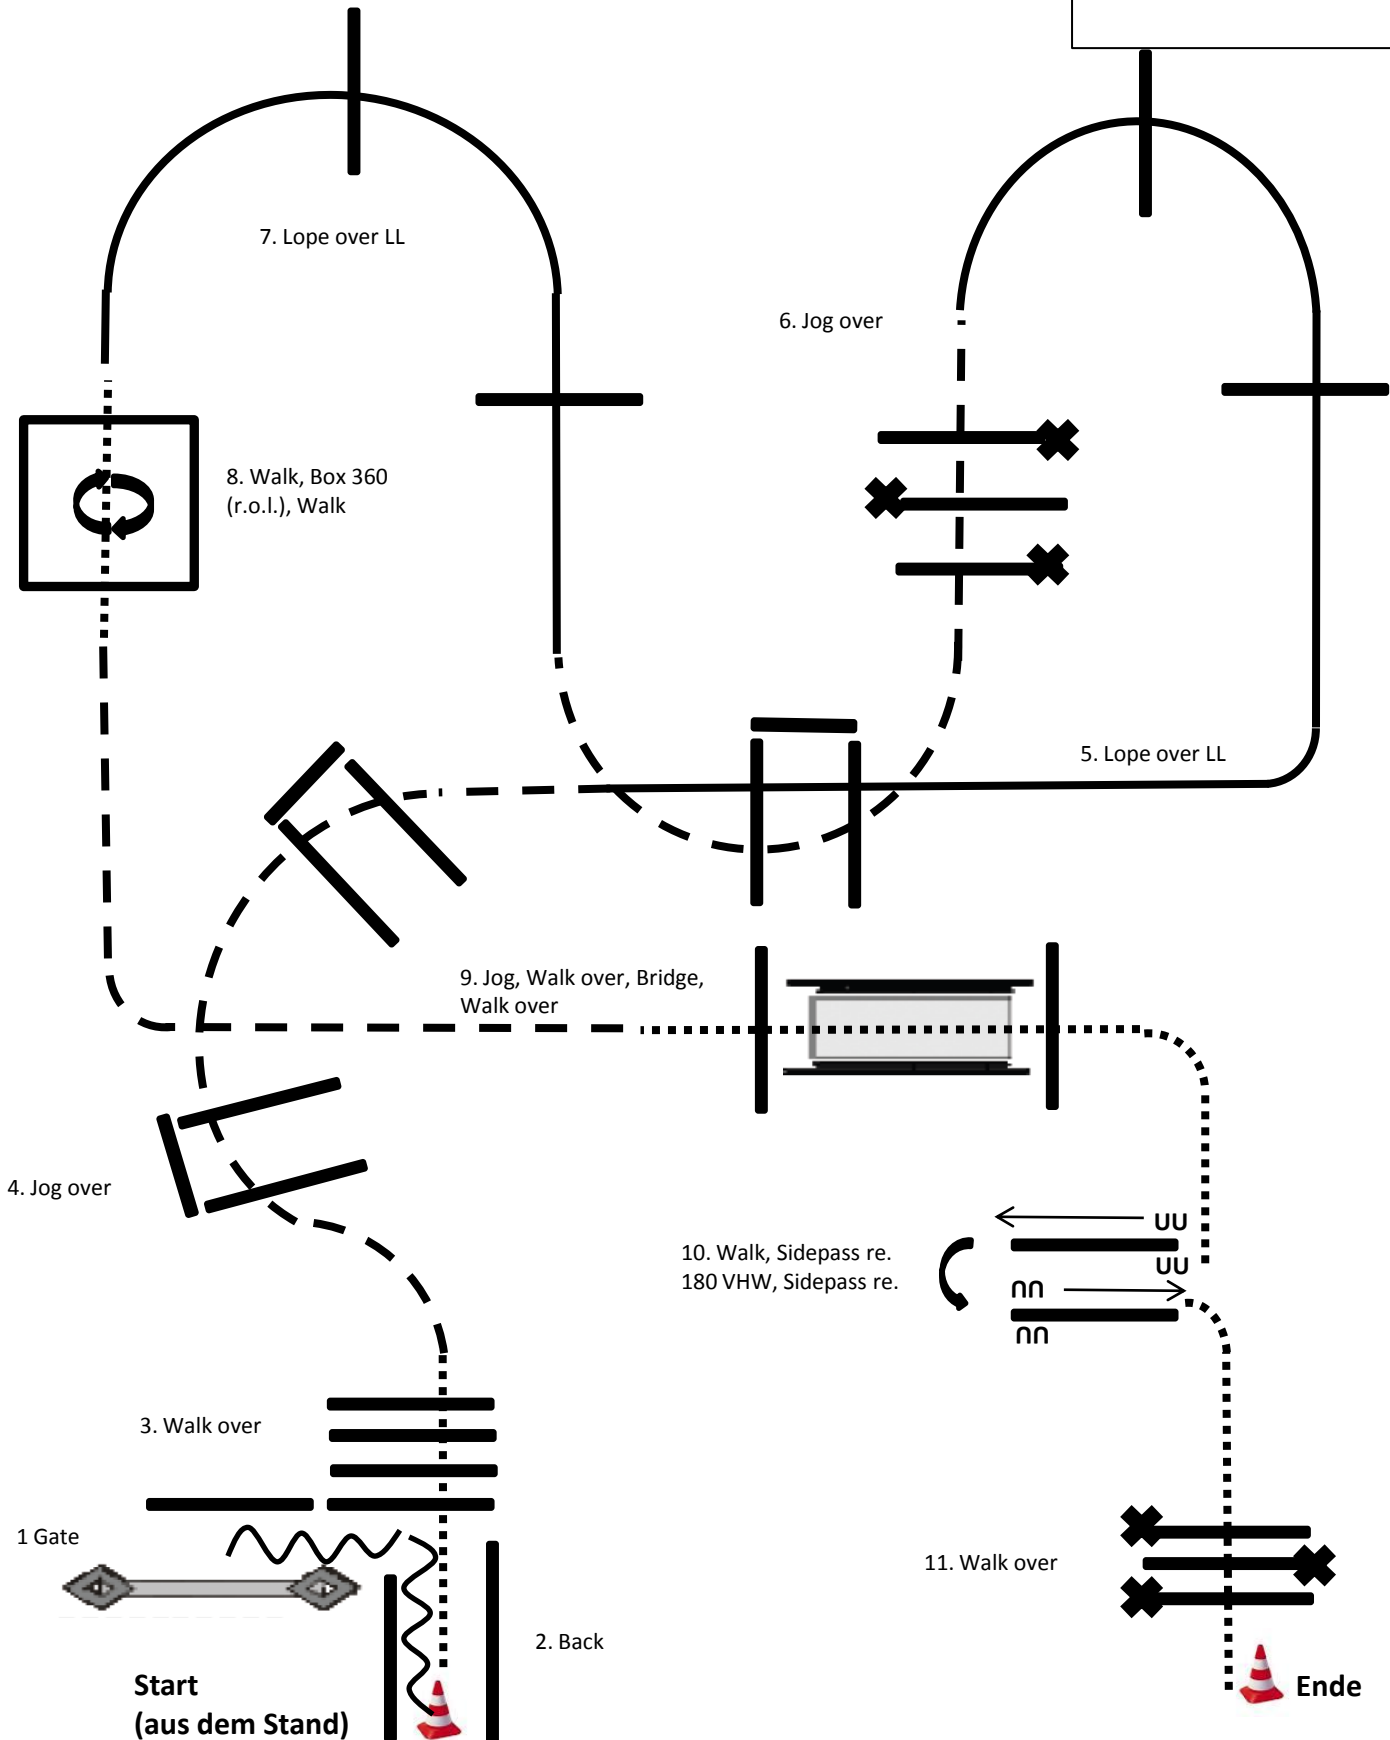 7. Lope over LL
6. Jog over
8. Walk, Box 360
(r.o.l.), Walk
5. Lope over LL
9. Jog, Walk over, Bridge,
Walk over
4. Jog over
10. Walk, Sidepass re.
180 VHW, Sidepass re.
3. Walk over
1 Gate
11. Walk over
2. Back
Start
(aus dem Stand)
Ende